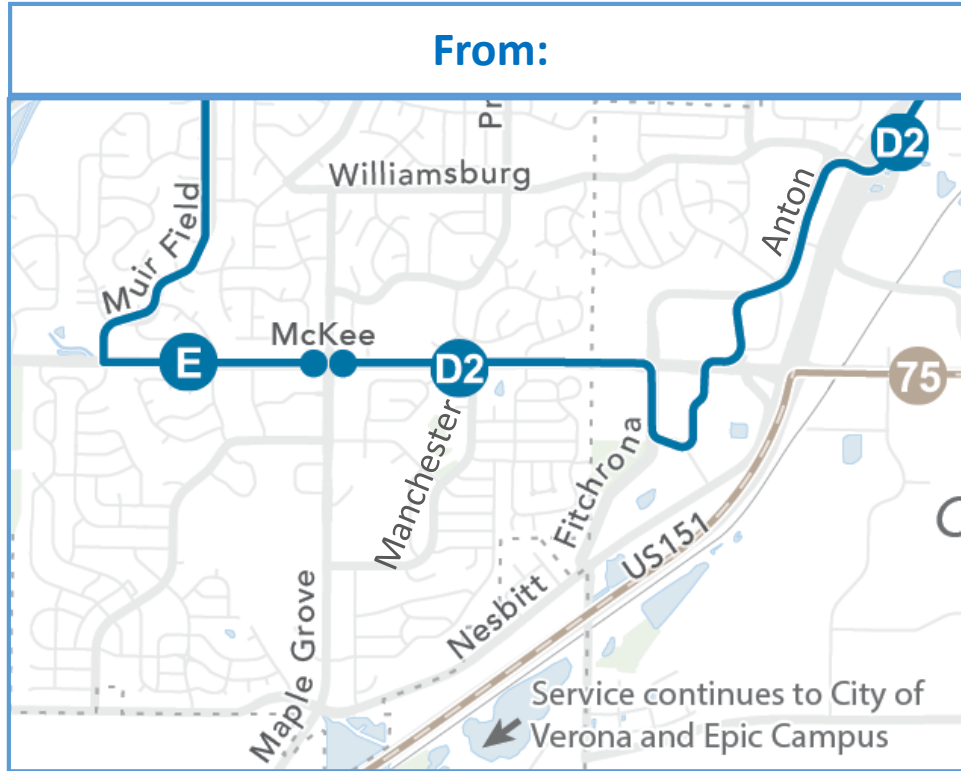 From:
Pr
D2
Williamsburg
Anton
Muir Field
McKee
E
D2
75
Manchester
Fitchrona
C
US151
Nesbitt
Maple Grove
Service continues to City of
Verona and Epic Campus